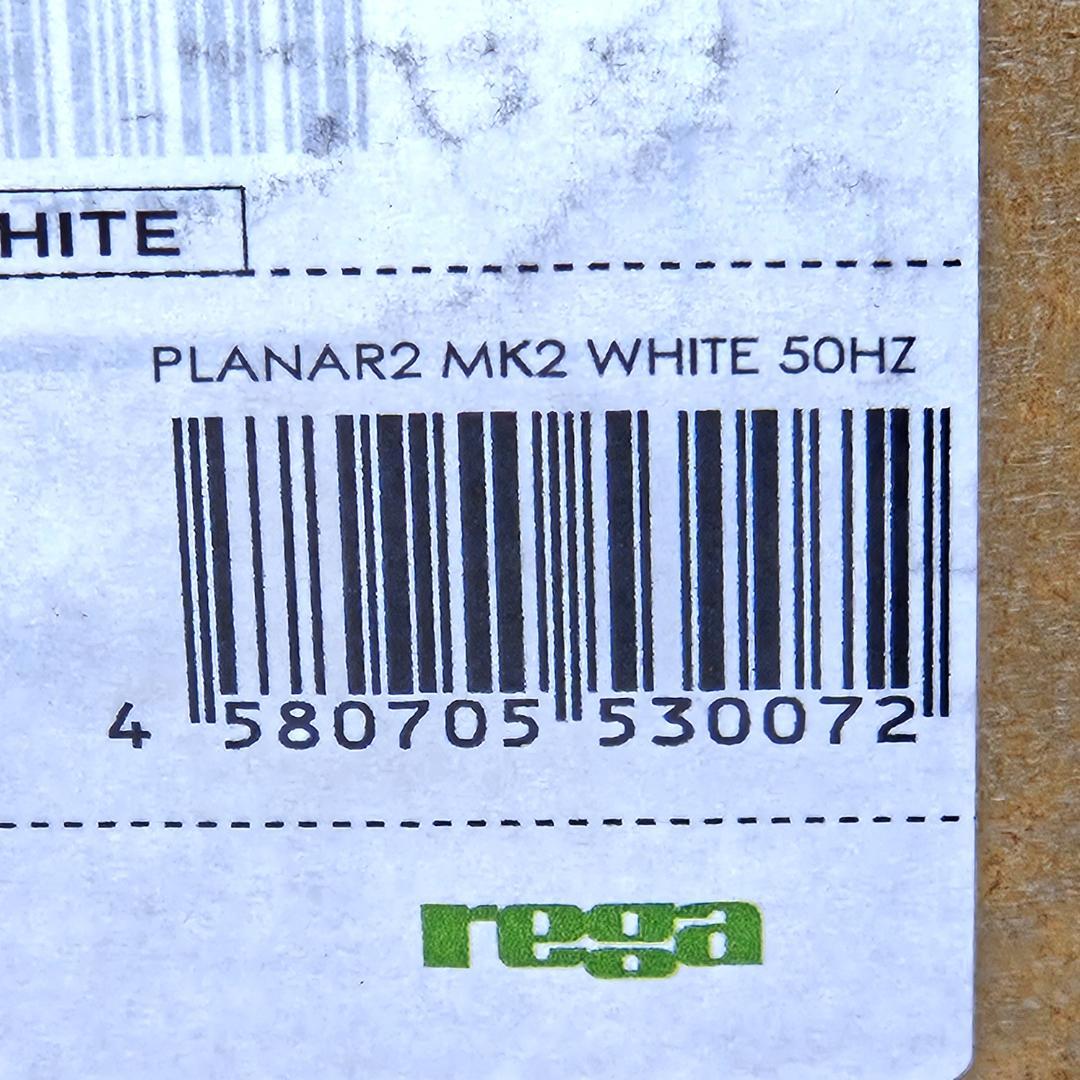 HITE
PLANAR2 MK2 WHITE 50HZ
4 580705 530072
rega